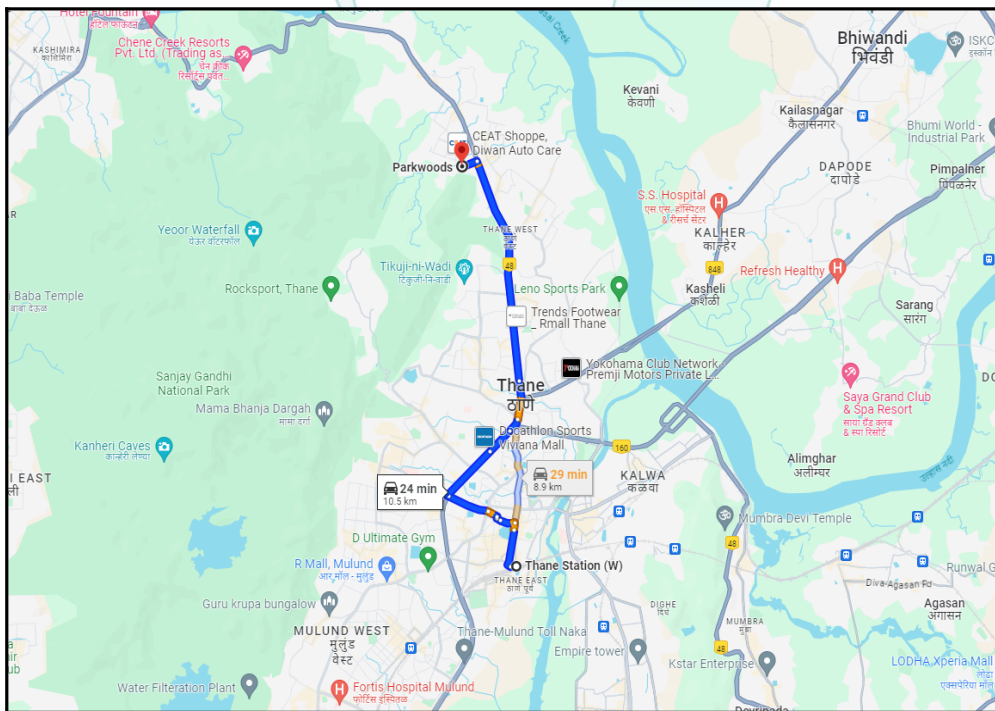 Hotel Fountain
होटल फाऊंटन
KASHIMIRA
काशिमिरा
Chene Creek Resorts
Pvt. Ltd. (Trading as...
चेन क्रीक
रिसॉर्ट्स प्रायवेट...
Bhiwandi
भिवंडी
ISKC
इस्कॉन
Kevani
केवणी
Kailasnagar
कैलासनगर
Bhumi World -
Industrial Park
CEAT Shoppe,
Diwan Auto Care
Parkwoods
DAPODE
दापोडे
Pimpalner
पिंपळनेर
S.S. Hospital
एस.एस. हॉस्पिटल
& रीसर्च सेंटर
Yeoor Waterfall
येऊर वॉटरफॉल
THANE WEST
ठाणे
KALHER
काल्हेर
Tikuji-ni-Wadi
टिकुजी-नि-वाडी
48
848
Refresh Healthy
Rocksport, Thane
Leno Sports Park
Kasheli
कशेळी
i Baba Temple
बाबा देऊळ
Sarang
सारंग
Trends Footwear
_ Rmall Thane
Yokohama Club Network
Premji Motors Private L...
Sanjay Gandhi
National Park
Thane
ठाणे
Saya Grand Club
& Spa Resort
साया ग्रँड क्लब
& स्पा रिसोर्ट
Mama Bhanja Dargah
मामा दर्गा
Decathlon Sports
Viviana Mall
Kanheri Caves
कान्हेरी लेण्या
160
Alimghar
अलीम्घर
I EAST
ली
KALWA
कळवा
29 min
8.9 km
24 min
10.5 km
Mumbra Devi Temple
48
D Ultimate Gym
R Mall, Mulund
आर मॉल - मुलुंड
Thane Station (W)
THANE EAST
ठाणे पूर्व
Runwal G
Diva-Agasan Rd
Guru krupa bungalow
DIGHE
दिघे
Agasan
अगासन
MUMBRA
मुंब्रा
MULUND WEST
मुलुंड
वेस्ट
Thane-Mulund Toll Naka
Empire tower
48
Kstar Enterprise
LODHA Xperia Mall
लोढा
एक्सपेरिया मॉल
Water Filteration Plant
Fortis Hospital Mulund
फोर्टिस हॉस्पिटल